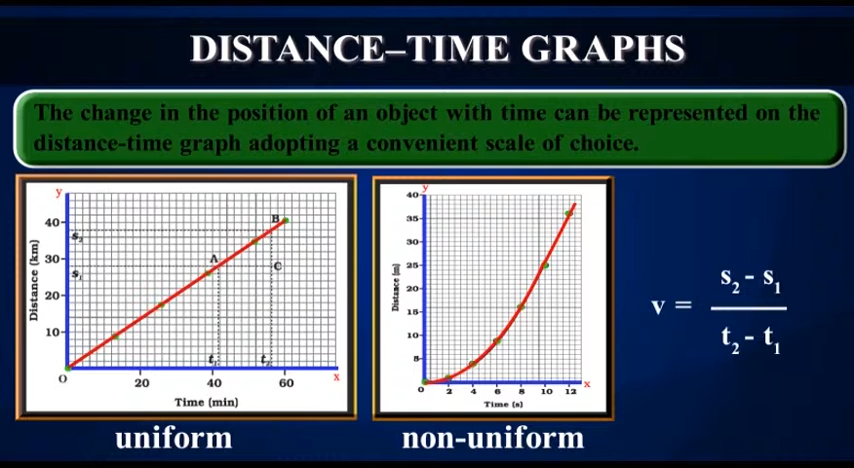 DISTANCE–TIME GRAPHS
The change in the position of an object with time can be represented on the
distance-time graph adopting a convenient scale of choice.
y
Distance (km)
40
30
20
10
s₂
s₁
A
B
C
t₁
t₂
O
20
40
60
x
Time (min)
uniform
y
Distance (m)
40
35
30
25
20
15
10
5
0
2
4
6
8
10
12
x
Time (s)
non-uniform
v = 
s₂ - s₁
t₂ - t₁